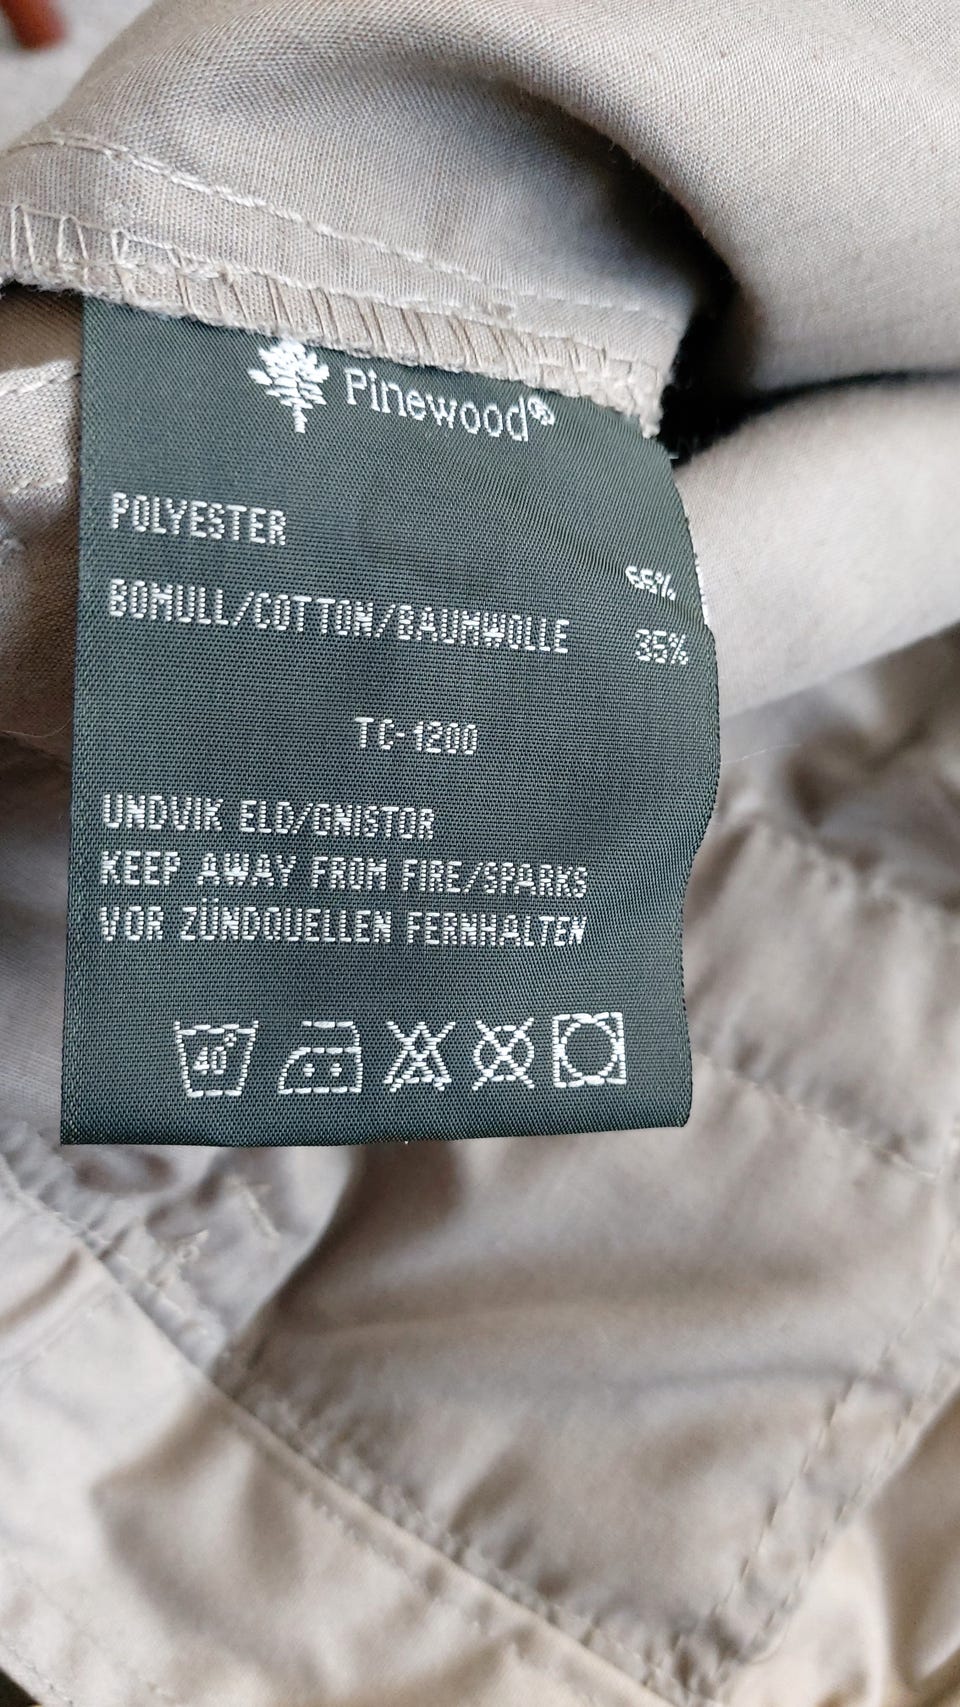 Pinewood®
POLYESTER 65%
BOMULL/COTTON/BAUMWOLLE 35%
TC-1200
UNDVIK ELD/GNISTOR
KEEP AWAY FROM FIRE/SPARKS
VOR ZÜNDQUELLEN FERNHALTEN
40°